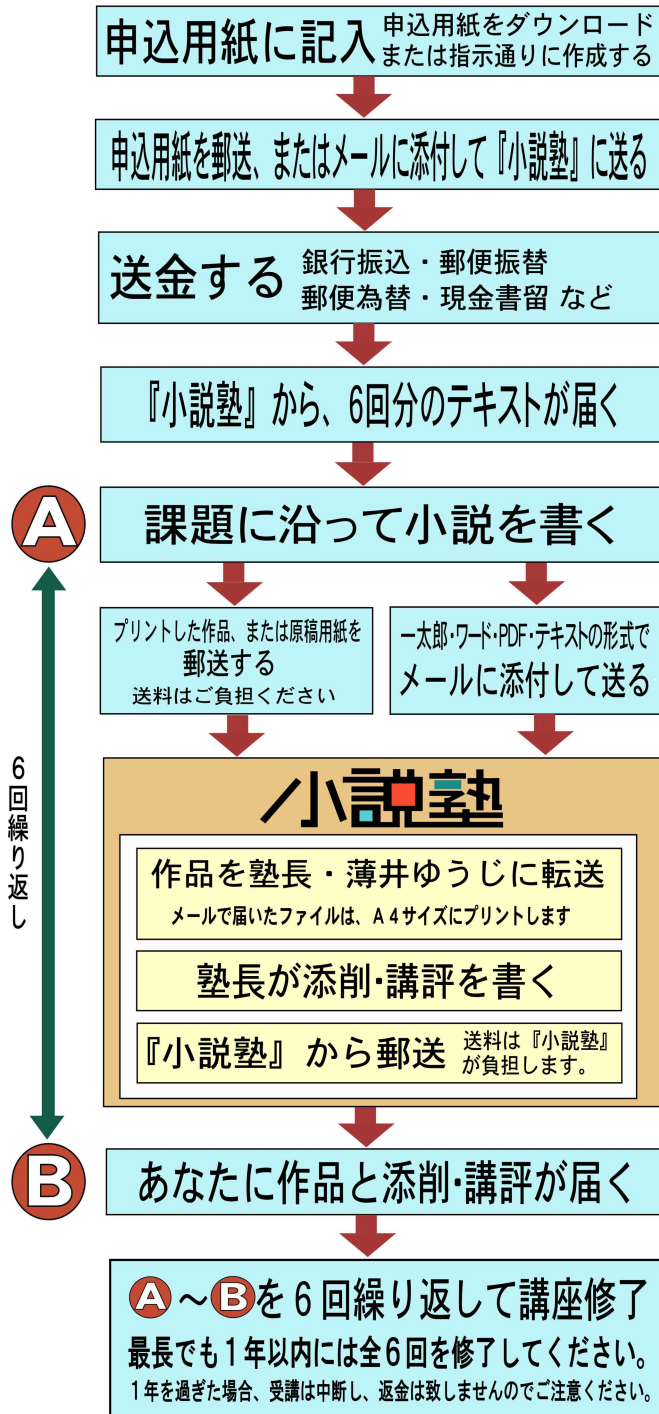 申込用紙に記入
申込用紙をダウンロード
または指示通りに作成する
申込用紙を郵送、またはメールに添付して『小説塾』に送る
送金する
銀行振込・郵便振替
郵便為替・現金書留 など
『小説塾』から、6回分のテキストが届く
A
課題に沿って小説を書く
プリントした作品、または原稿用紙を
郵送する
送料はご負担ください
一太郎・ワード・PDF・テキストの形式で
メールに添付して送る
6回繰り返し
小説塾
作品を塾長・薄井ゆうじに転送
メールで届いたファイルは、A4サイズにプリントします
塾長が添削・講評を書く
『小説塾』から郵送
送料は『小説塾』
が負担します。
B
あなたに作品と添削・講評が届く
A～Bを6回繰り返して講座修了
最長でも1年以内には全6回を修了してください。
1年を過ぎた場合、受講は中断し、返金は致しませんのでご注意ください。